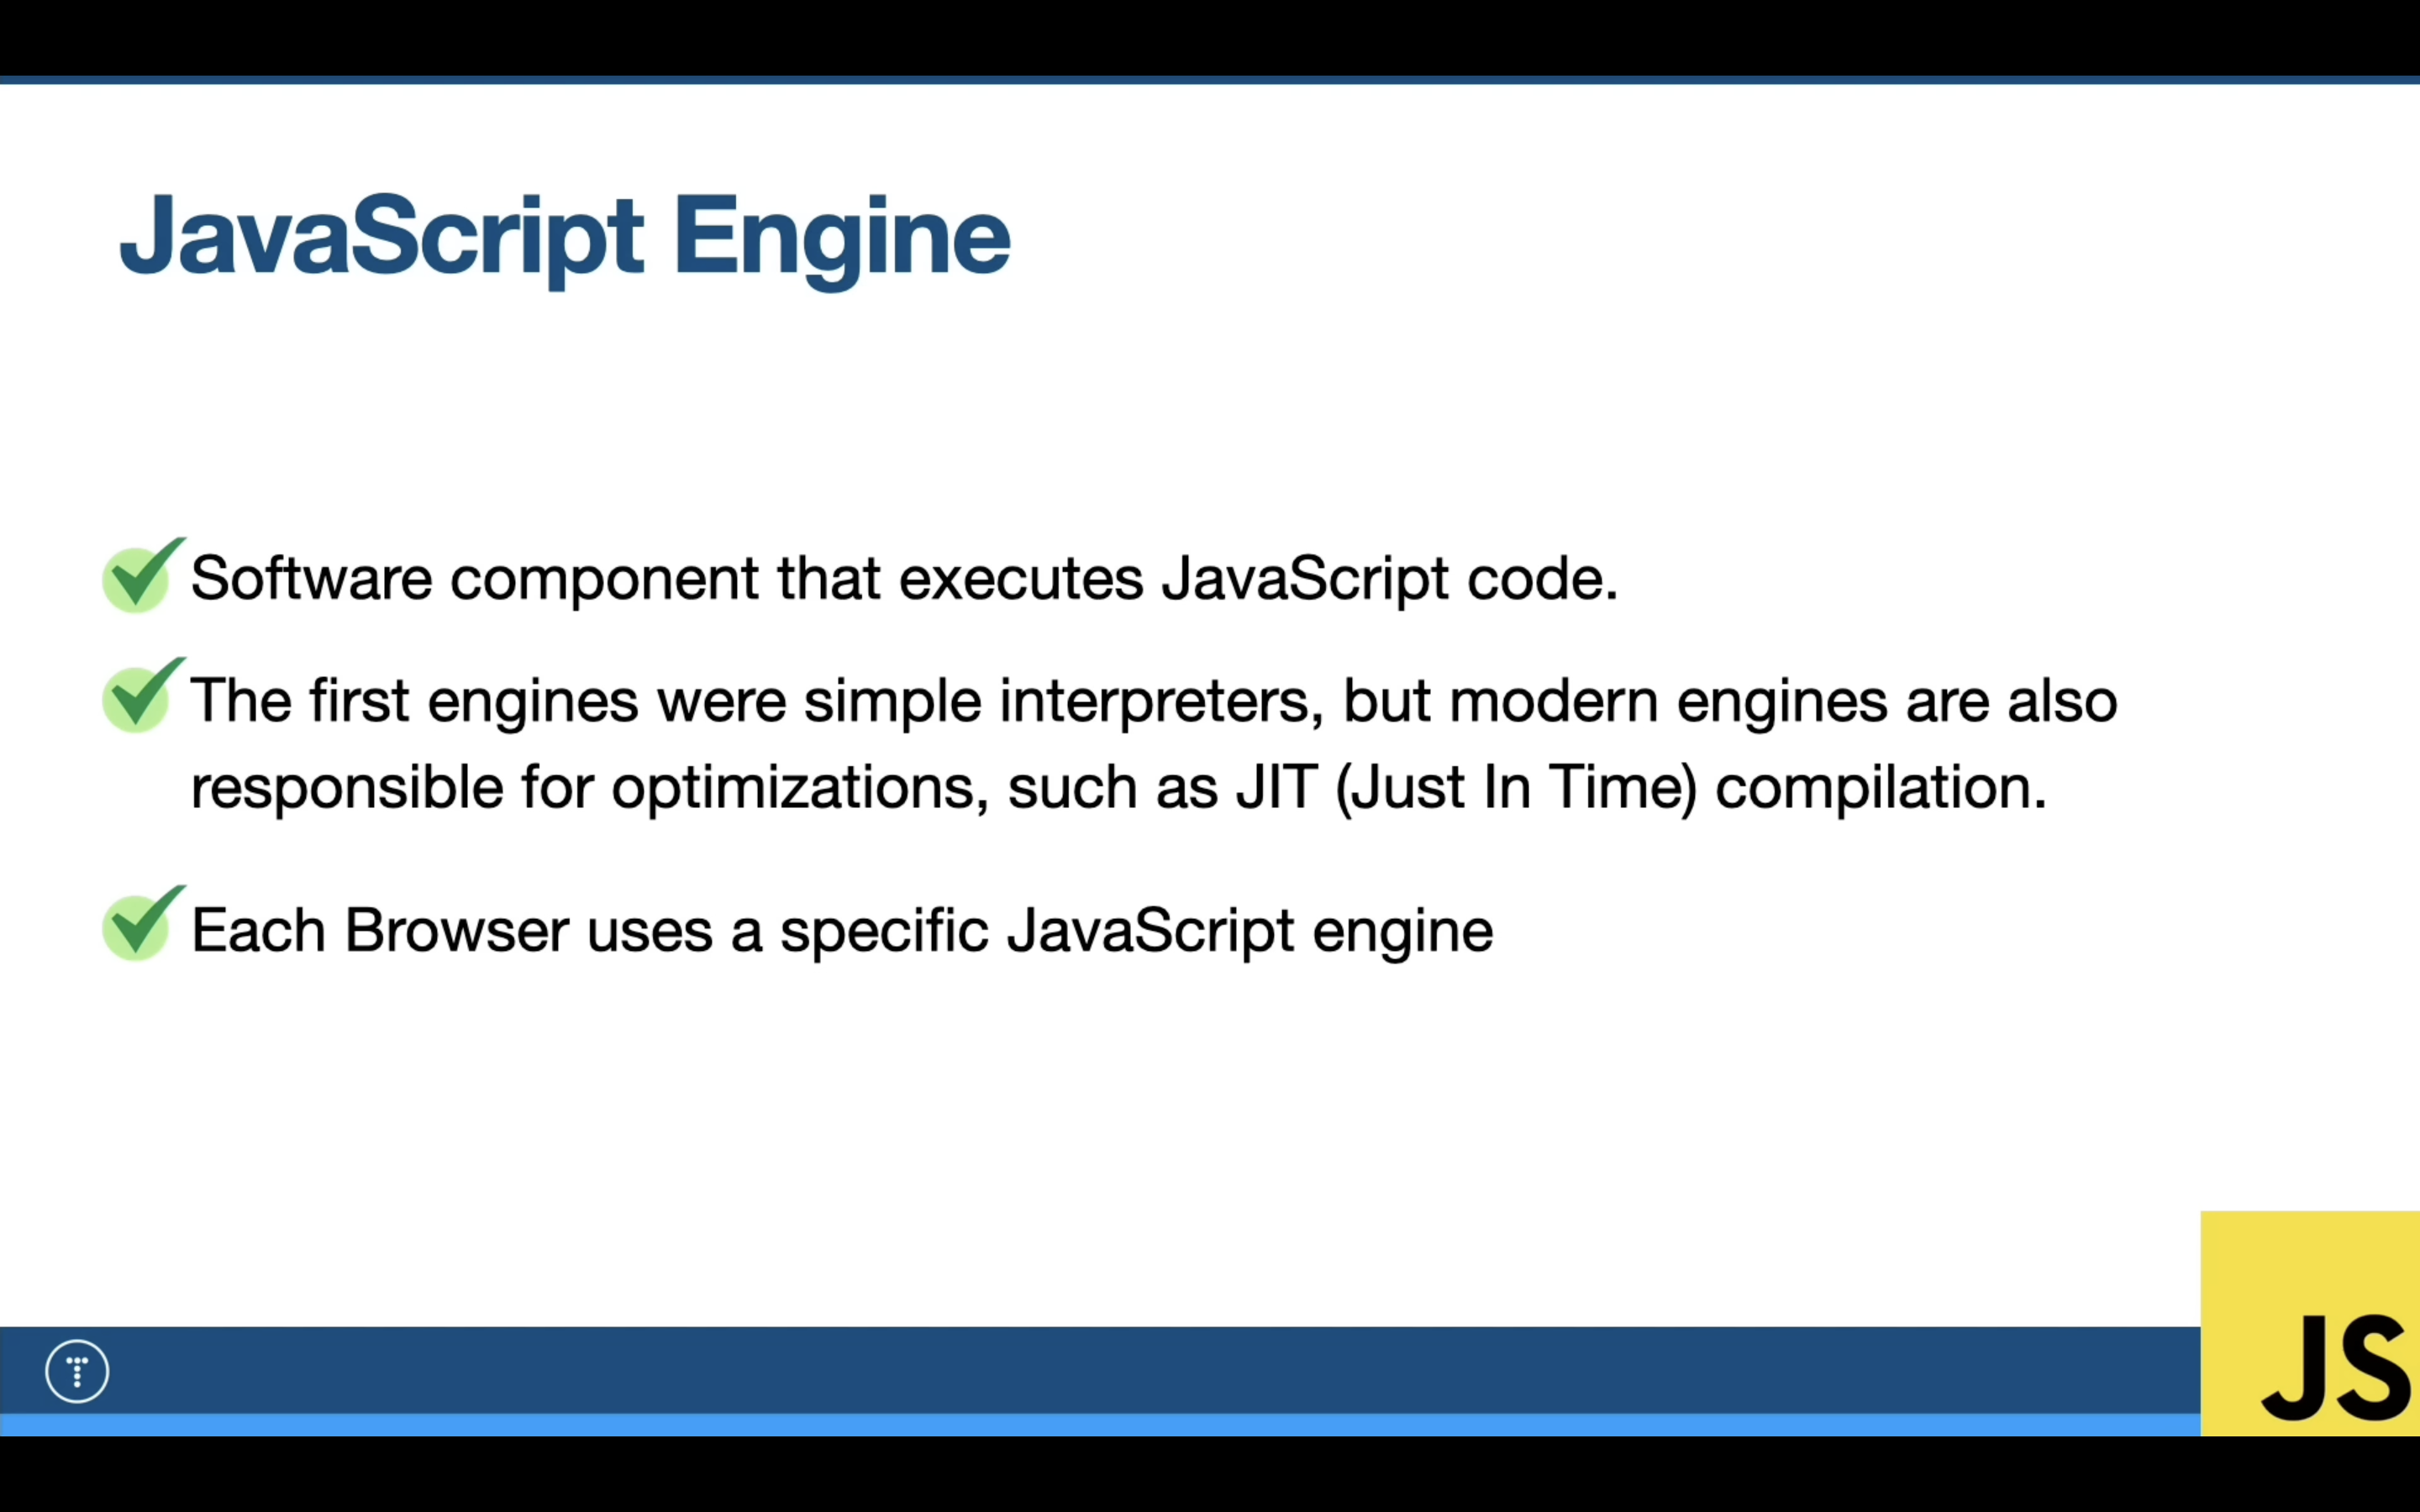 JavaScript Engine
Software component that executes JavaScript code.
The first engines were simple interpreters, but modern engines are also
responsible for optimizations, such as JIT (Just In Time) compilation.
Each Browser uses a specific JavaScript engine
T
JS